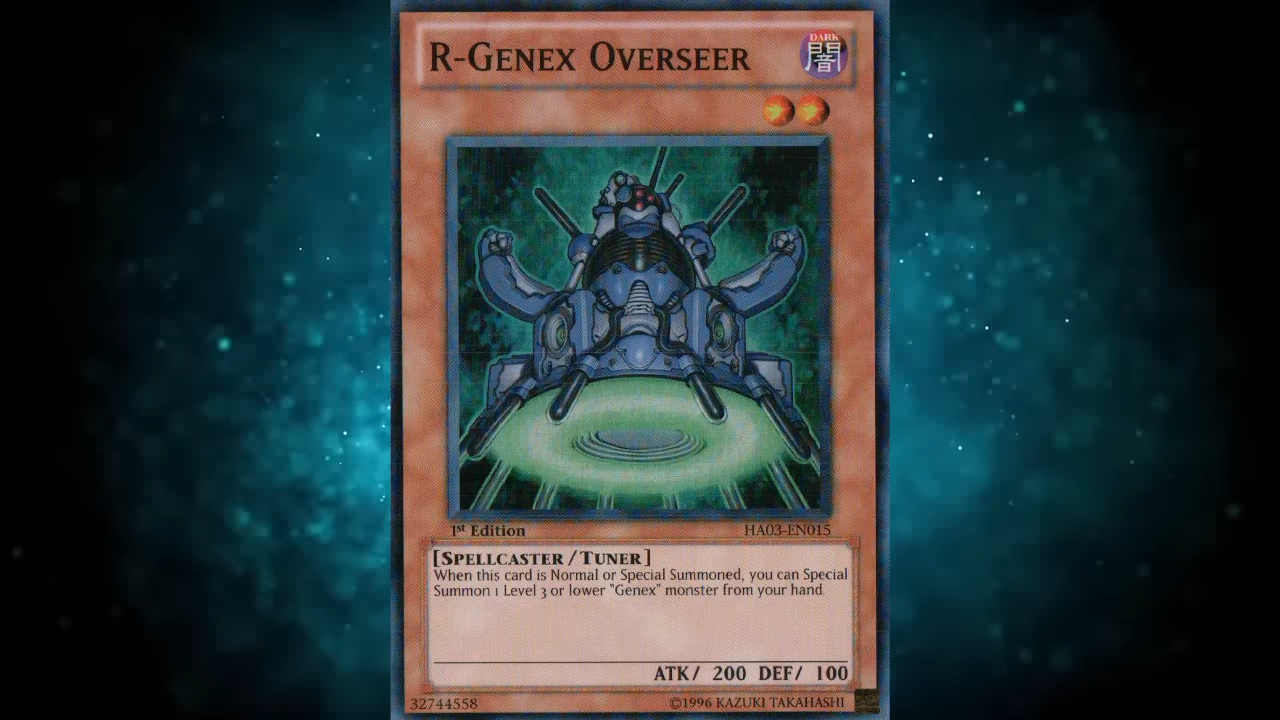 R-Genex Overseer
DARK
闇
1st Edition
HA03-EN015
[Spellcaster / Tuner]
When this card is Normal or Special Summoned, you can Special
Summon 1 Level 3 or lower "Genex" monster from your hand.
ATK/ 200 DEF/ 100
32744558
©1996 KAZUKI TAKAHASHI